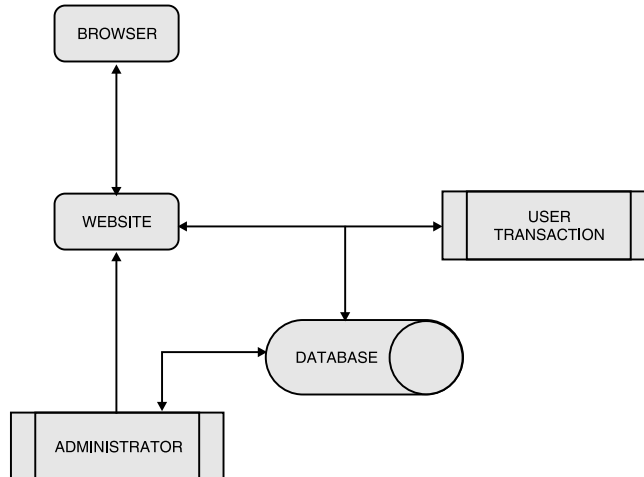 BROWSER
WEBSITE
USER
TRANSACTION
DATABASE
ADMINISTRATOR